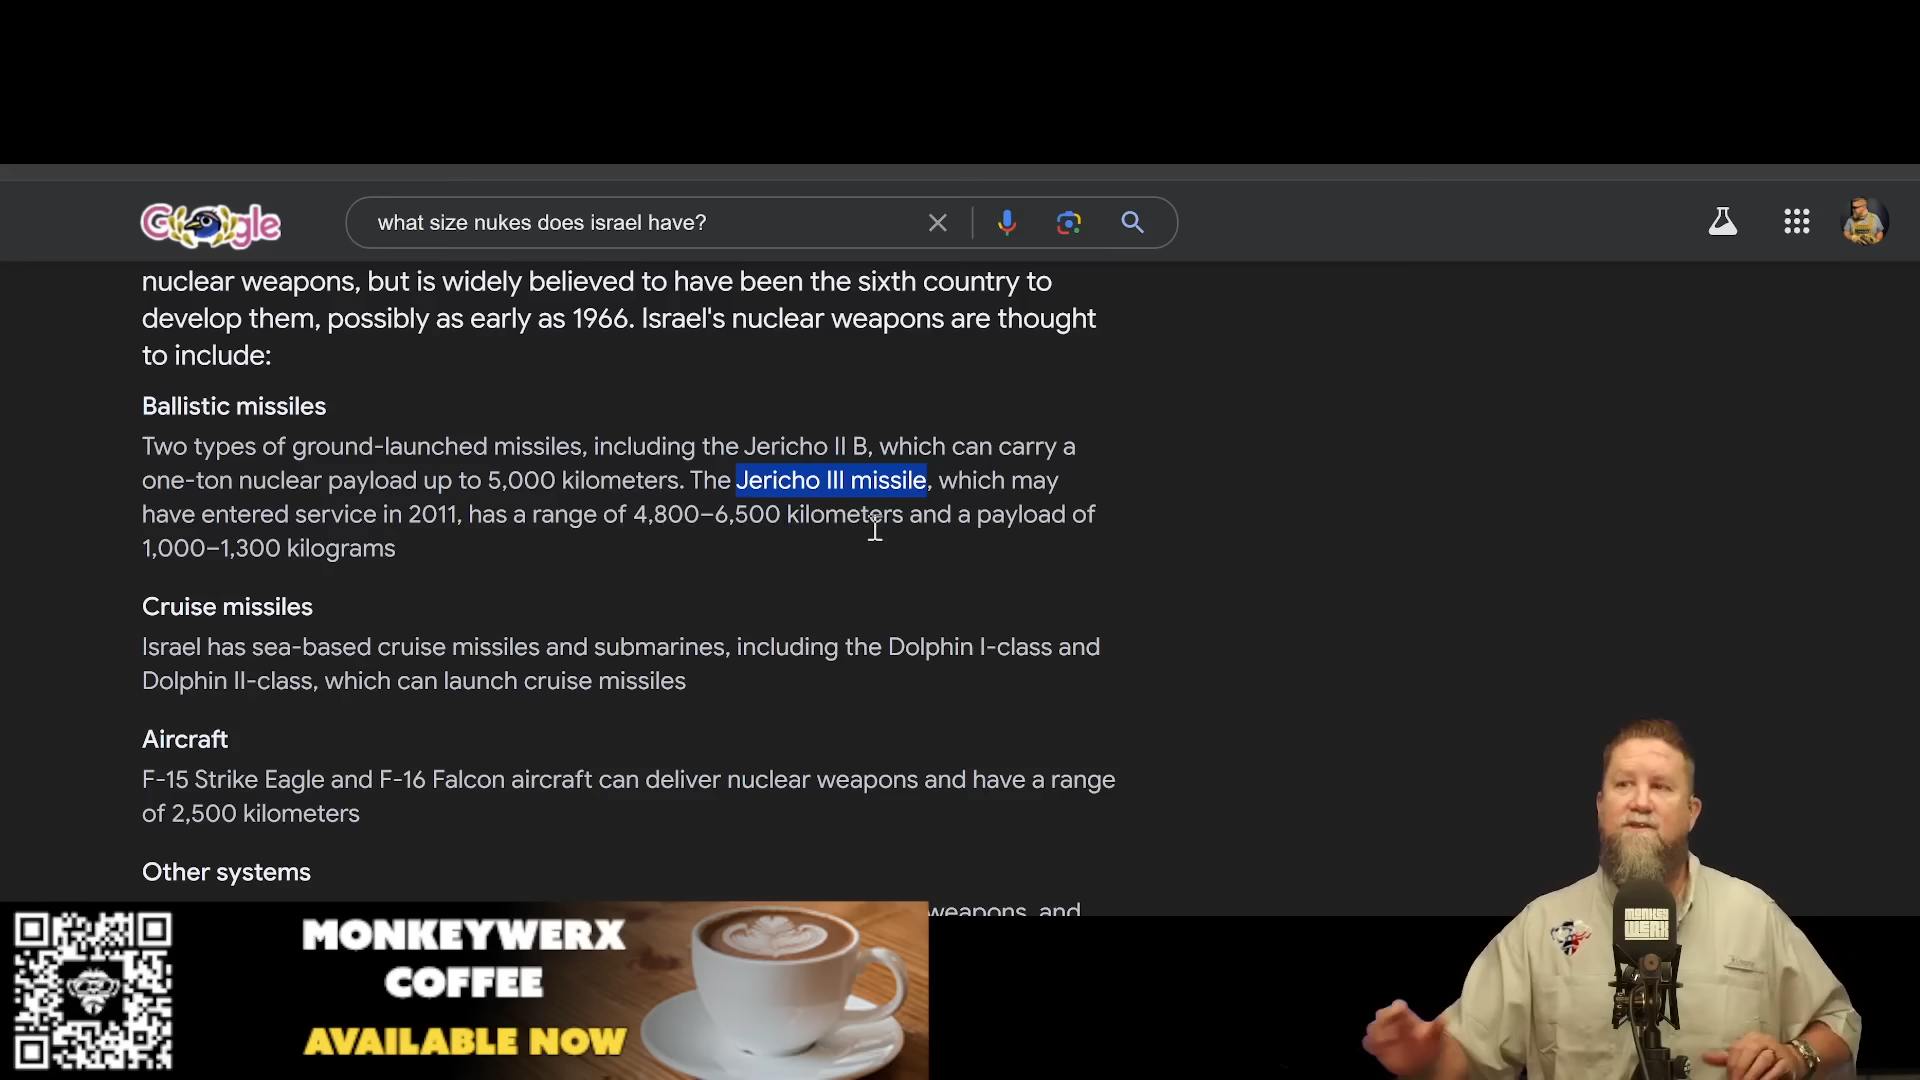 Google
what size nukes does israel have?
nuclear weapons, but is widely believed to have been the sixth country to
develop them, possibly as early as 1966. Israel's nuclear weapons are thought
to include:
Ballistic missiles
Two types of ground-launched missiles, including the Jericho II B, which can carry a
one-ton nuclear payload up to 5,000 kilometers. The Jericho III missile, which may
have entered service in 2011, has a range of 4,800–6,500 kilometers and a payload of
1,000–1,300 kilograms
Cruise missiles
Israel has sea-based cruise missiles and submarines, including the Dolphin I-class and
Dolphin II-class, which can launch cruise missiles
Aircraft
F-15 Strike Eagle and F-16 Falcon aircraft can deliver nuclear weapons and have a range
of 2,500 kilometers
Other systems
weapons, and
MONKEYWERX
COFFEE
AVAILABLE NOW
MONKEY
WERX